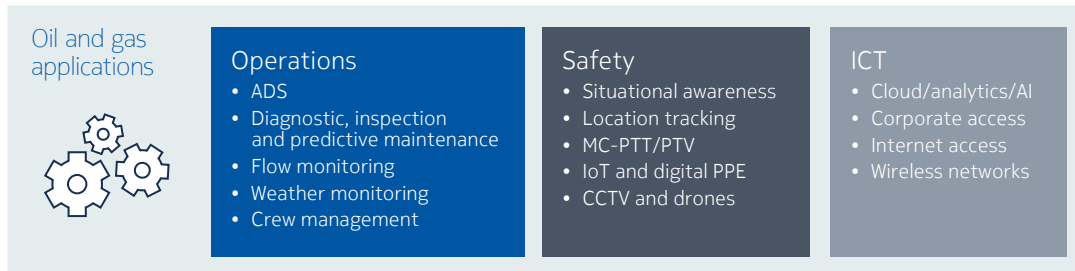 Oil and gas
applications
Operations
• ADS
• Diagnostic, inspection
and predictive maintenance
• Flow monitoring
• Weather monitoring
• Crew management
Safety
• Situational awareness
• Location tracking
• MC-PTT/PTV
• IoT and digital PPE
• CCTV and drones
ICT
• Cloud/analytics/AI
• Corporate access
• Internet access
• Wireless networks